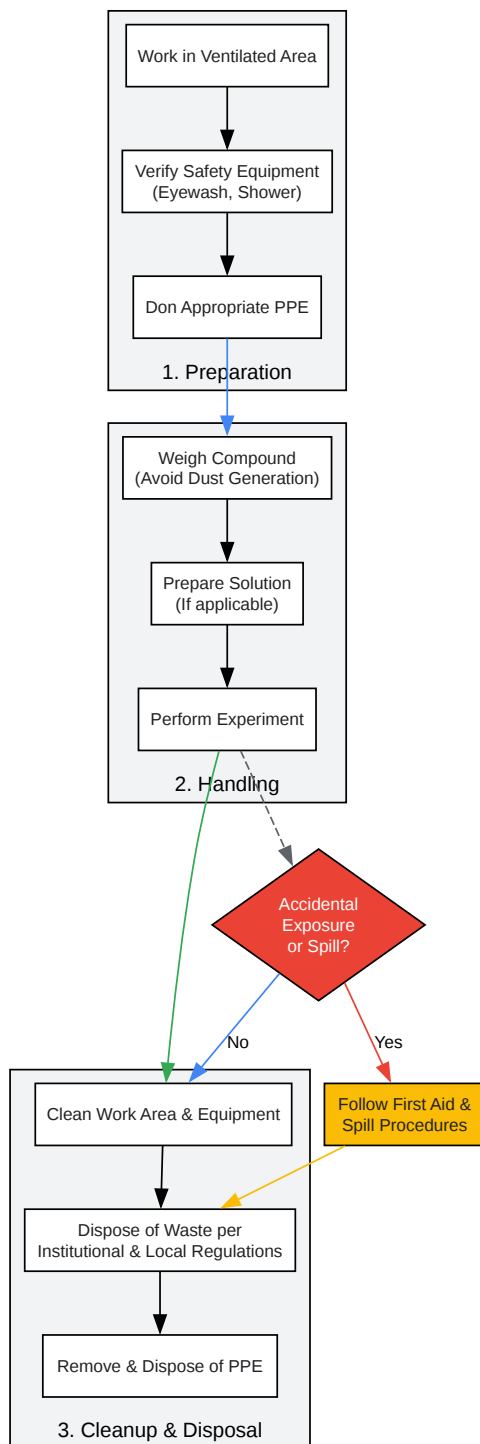 Work in Ventilated Area
Verify Safety Equipment
(Eyewash, Shower)
Don Appropriate PPE
1. Preparation
Weigh Compound
(Avoid Dust Generation)
Prepare Solution
(If applicable)
Perform Experiment
2. Handling
Accidental
Exposure
or Spill?
No
Yes
Clean Work Area & Equipment
Follow First Aid &
Spill Procedures
Dispose of Waste per
Institutional & Local Regulations
Remove & Dispose of PPE
3. Cleanup & Disposal